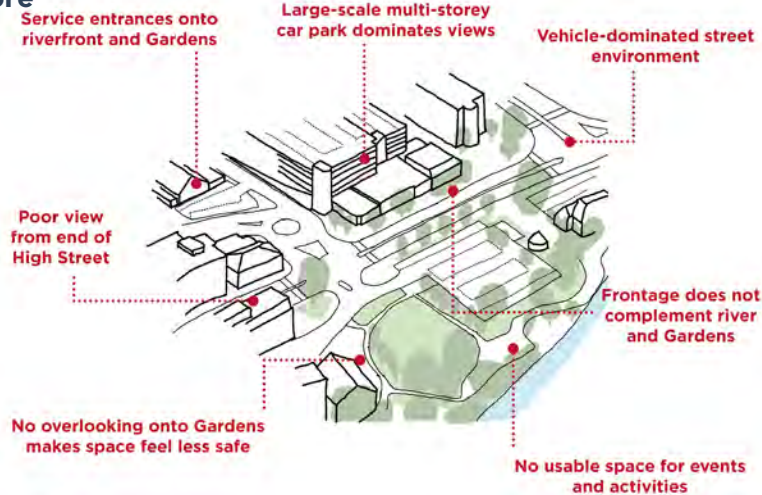 Service entrances onto
riverfront and Gardens
Large-scale multi-storey
car park dominates views
Vehicle-dominated street
environment
Poor view
from end of
High Street
Frontage does not
complement river
and Gardens
No overlooking onto Gardens
makes space feel less safe
No usable space for events
and activities